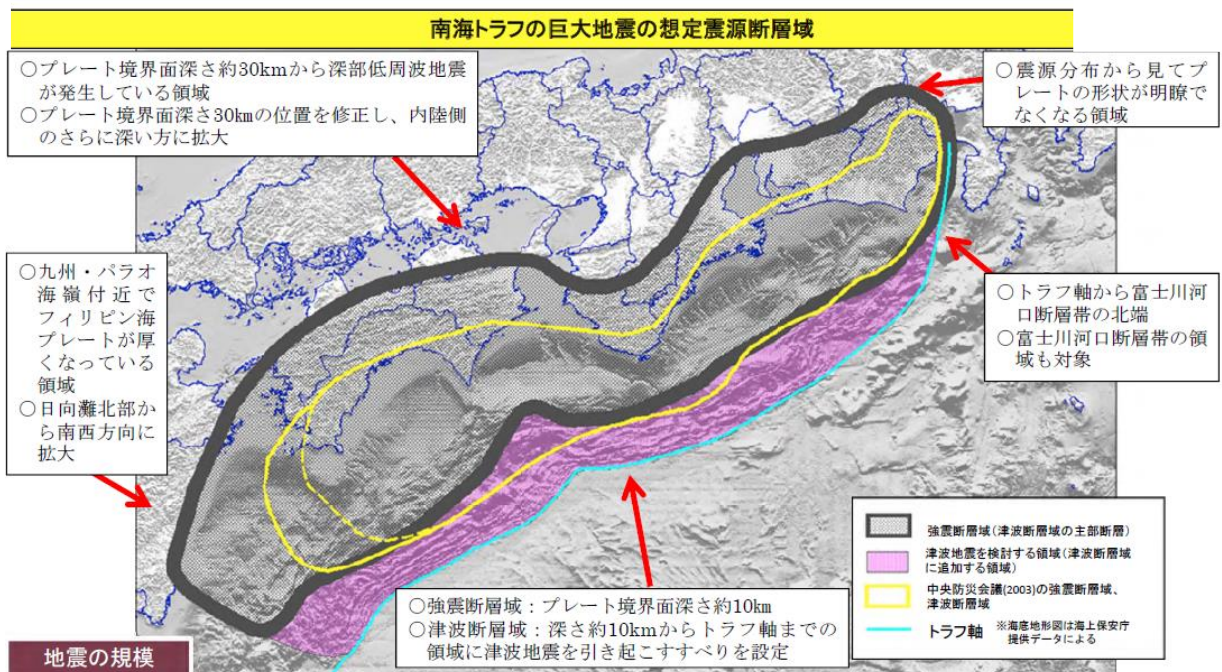 南海トラフの巨大地震の想定震源断層域
○プレート境界面深さ約30kmから深部低周波地震
が発生している領域
○プレート境界面深さ30kmの位置を修正し、内陸側
のさらに深い方に拡大
○震源分布から見てプ
レートの形状が明瞭で
なくなる領域
○九州・パラオ
海嶺付近で
フィリピン海
プレートが厚
くなっている
領域
○日向灘北部か
ら南西方向に
拡大
○トラフ軸から富士川河
口断層帯の北端
○富士川河口断層帯の領
域も対象
○強震断層域：プレート境界面深さ約10km
○津波断層域：深さ約10kmからトラフ軸までの
領域に津波地震を引き起こすすべりを設定
強震断層域(津波断層域の主部断層)
津波地震を検討する領域(津波断層域
に追加する領域)
中央防災会議(2003)の強震断層域、
津波断層域
トラフ軸 ※海底地形図は海上保安庁
提供データによる
地震の規模